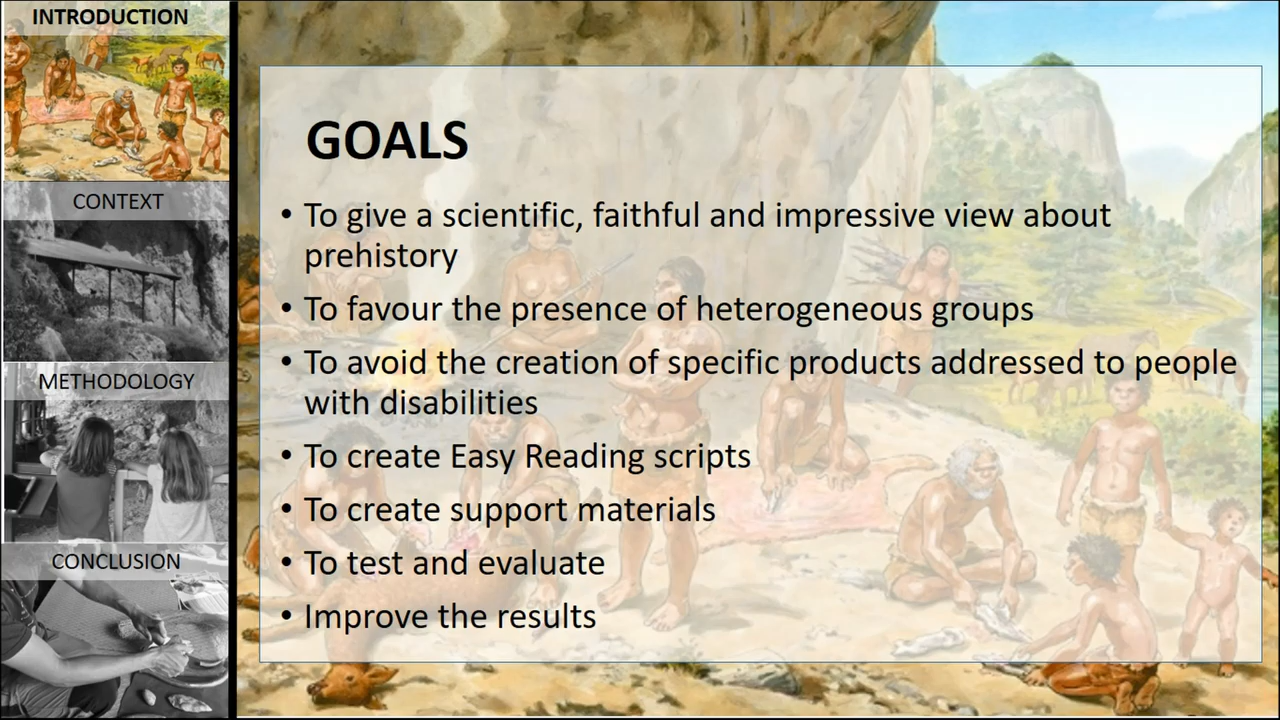 INTRODUCTION
CONTEXT
METHODOLOGY
CONCLUSION
GOALS
• To give a scientific, faithful and impressive view about
prehistory
• To favour the presence of heterogeneous groups
• To avoid the creation of specific products addressed to people
with disabilities
• To create Easy Reading scripts
• To create support materials
• To test and evaluate
• Improve the results